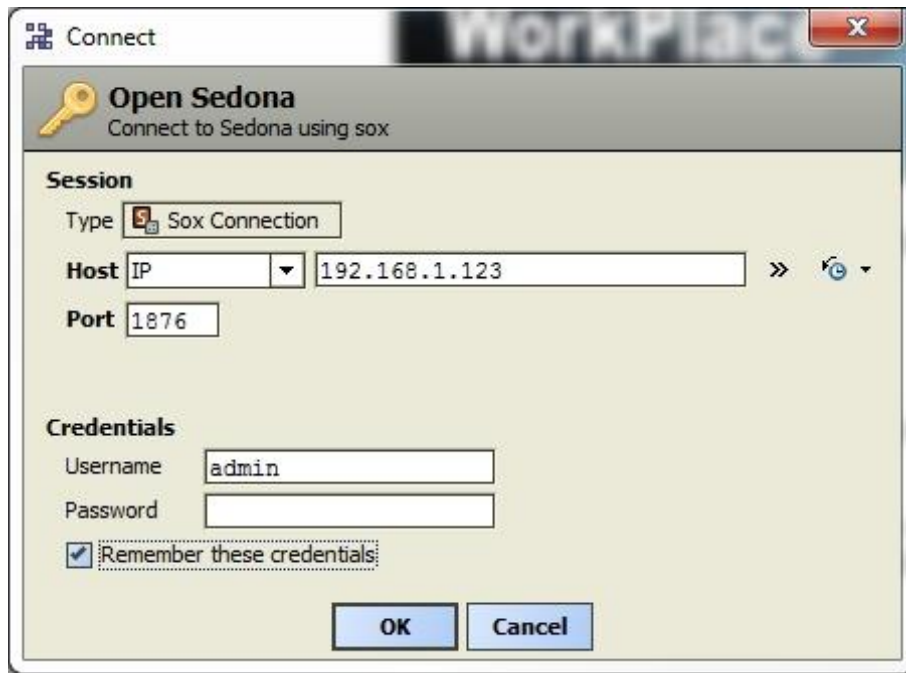 Connect
WorkPlace
X
Open Sedona
Connect to Sedona using sox
Session
Type Sox Connection
Host IP 192.168.1.123 »
Port 1876
Credentials
Username admin
Password
Remember these credentials
OK Cancel